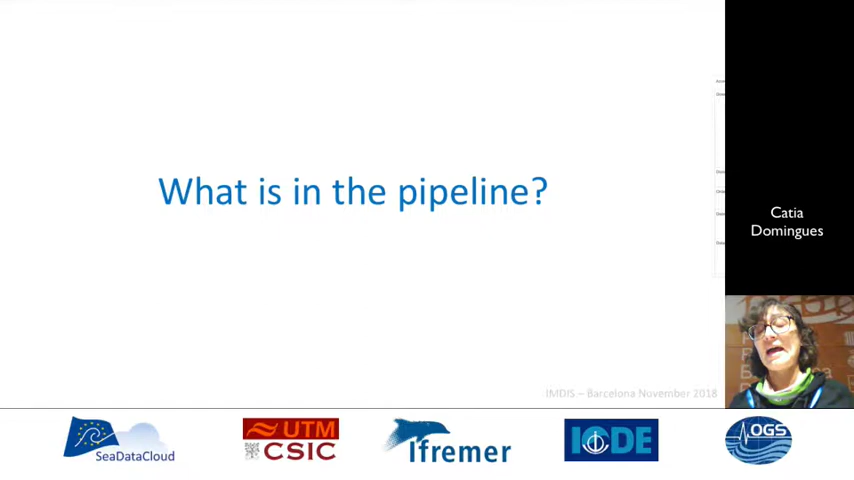 What is in the pipeline?
Catia
Domingues
IMDIS – Barcelona November 2018
SeaDataCloud
UTM
CSIC
Ifremer
IODE
OGS